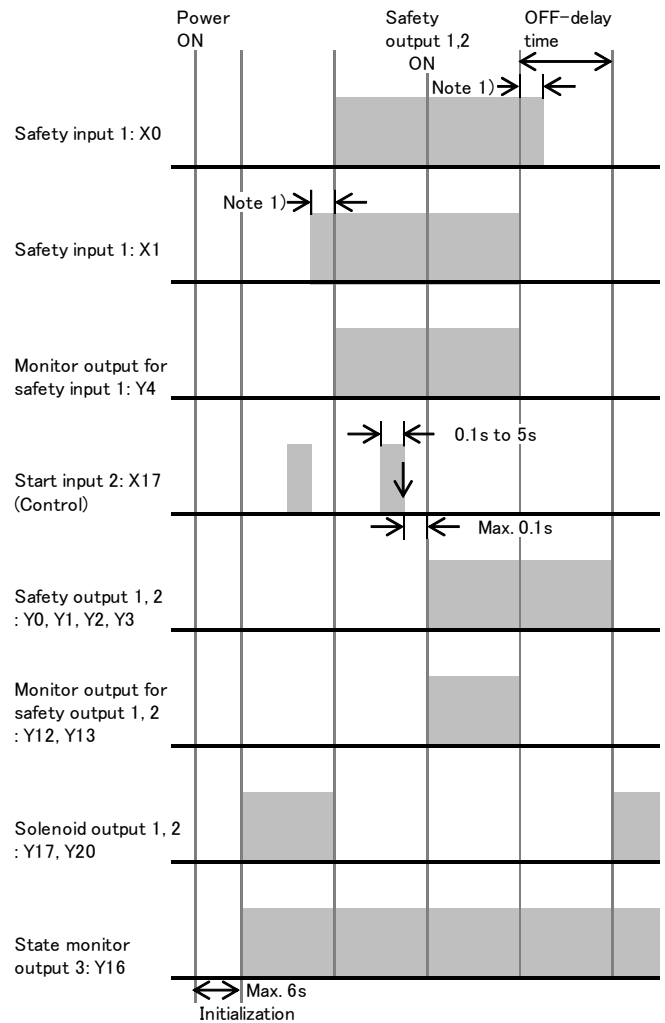 Power
ON
Safety
output 1,2
ON
OFF-delay
time
Note 1)
Safety input 1: X0
Note 1)
Safety input 1: X1
Monitor output for
safety input 1: Y4
0.1s to 5s
Start input 2: X17
(Control)
Max. 0.1s
Safety output 1, 2
: Y0, Y1, Y2, Y3
Monitor output for
safety output 1, 2
: Y12, Y13
Solenoid output 1, 2
: Y17, Y20
State monitor
output 3: Y16
Max. 6s
Initialization